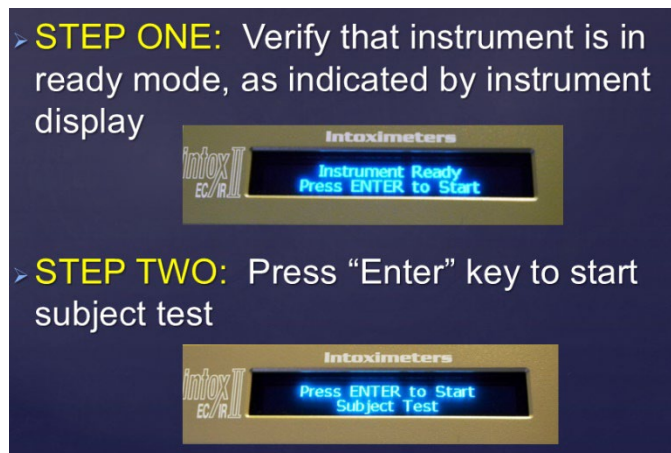 STEP ONE: Verify that instrument is in
ready mode, as indicated by instrument
display
Intoximeters
intox II
EC/IR
Instrument Ready
Press ENTER to Start
STEP TWO: Press “Enter” key to start
subject test
Intoximeters
intox II
EC/IR
Press ENTER to Start
Subject Test